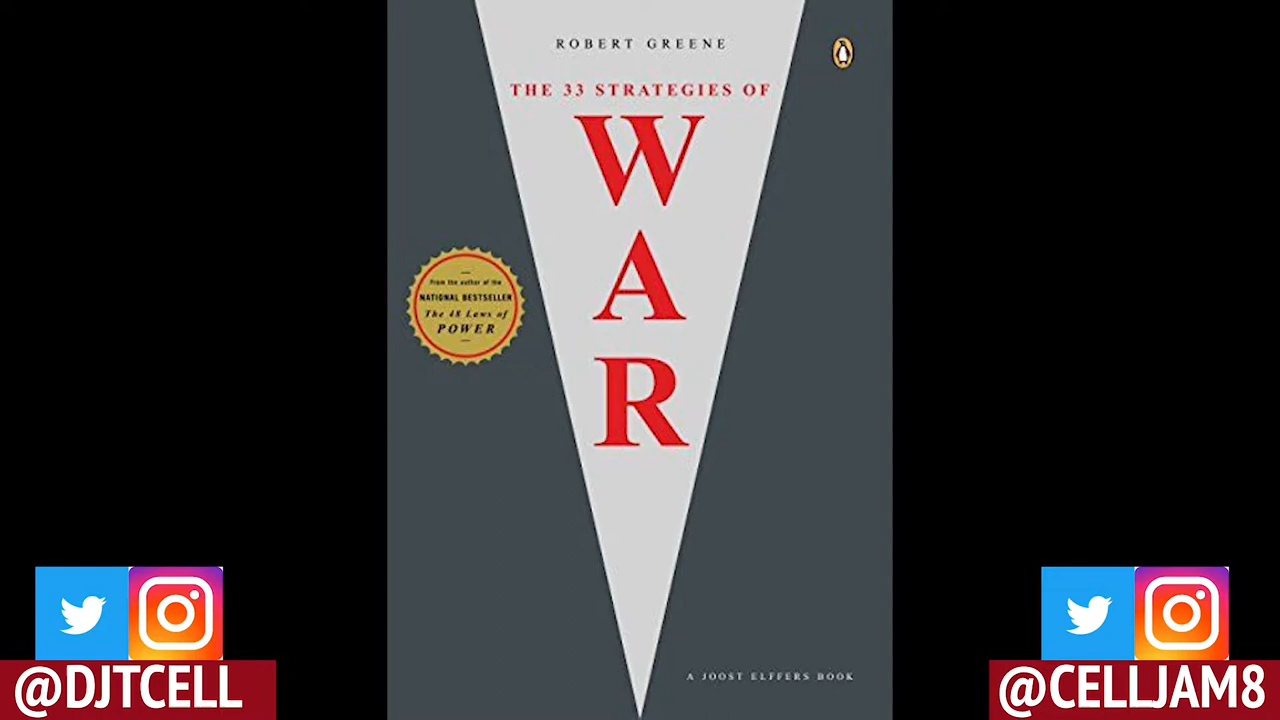 ROBERT GREENE
THE 33 STRATEGIES OF
W
A
R
From the author of the
NATIONAL BESTSELLER
The 48 Laws of
POWER
A JOOST ELFFERS BOOK
@DJTCELL
@CELLJAM8